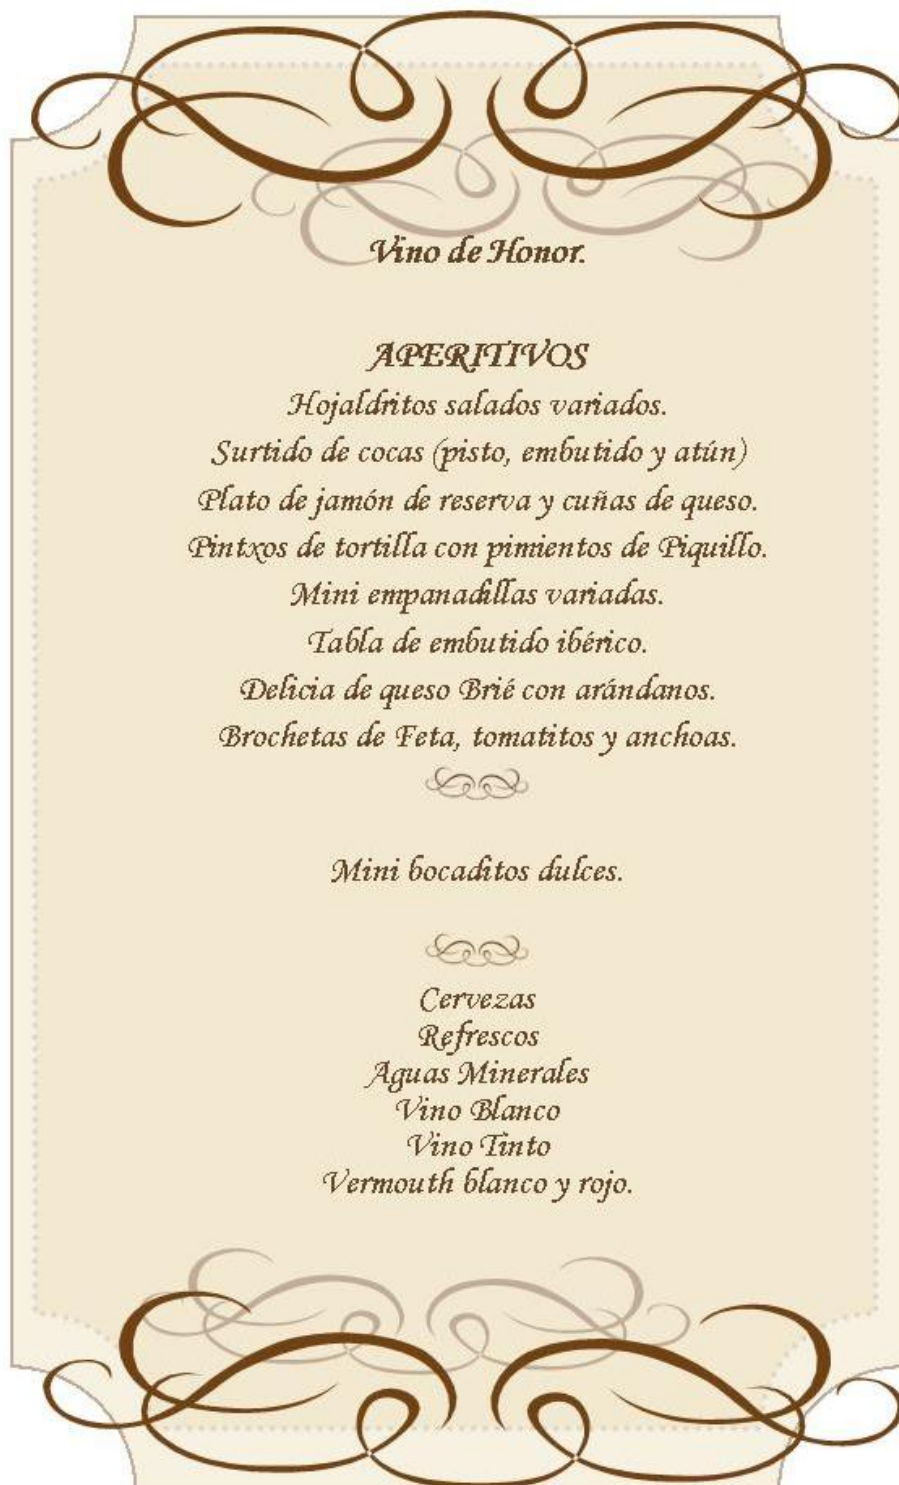 Vino de Honor.
APERITIVOS
Hojaldritos salados variados.
Surtido de cocas (pisto, embutido y atún)
Plato de jamón de reserva y cuñas de queso.
Pintxos de tortilla con pimientos de Piquillo.
Mini empanadillas variadas.
Tabla de embutido ibérico.
Delicia de queso Brié con arándanos.
Brochetas de Feta, tomatitos y anchoas.
Mini bocaditos dulces.
Cervezas
Refrescos
Aguas Minerales
Vino Blanco
Vino Tinto
Vermouth blanco y rojo.